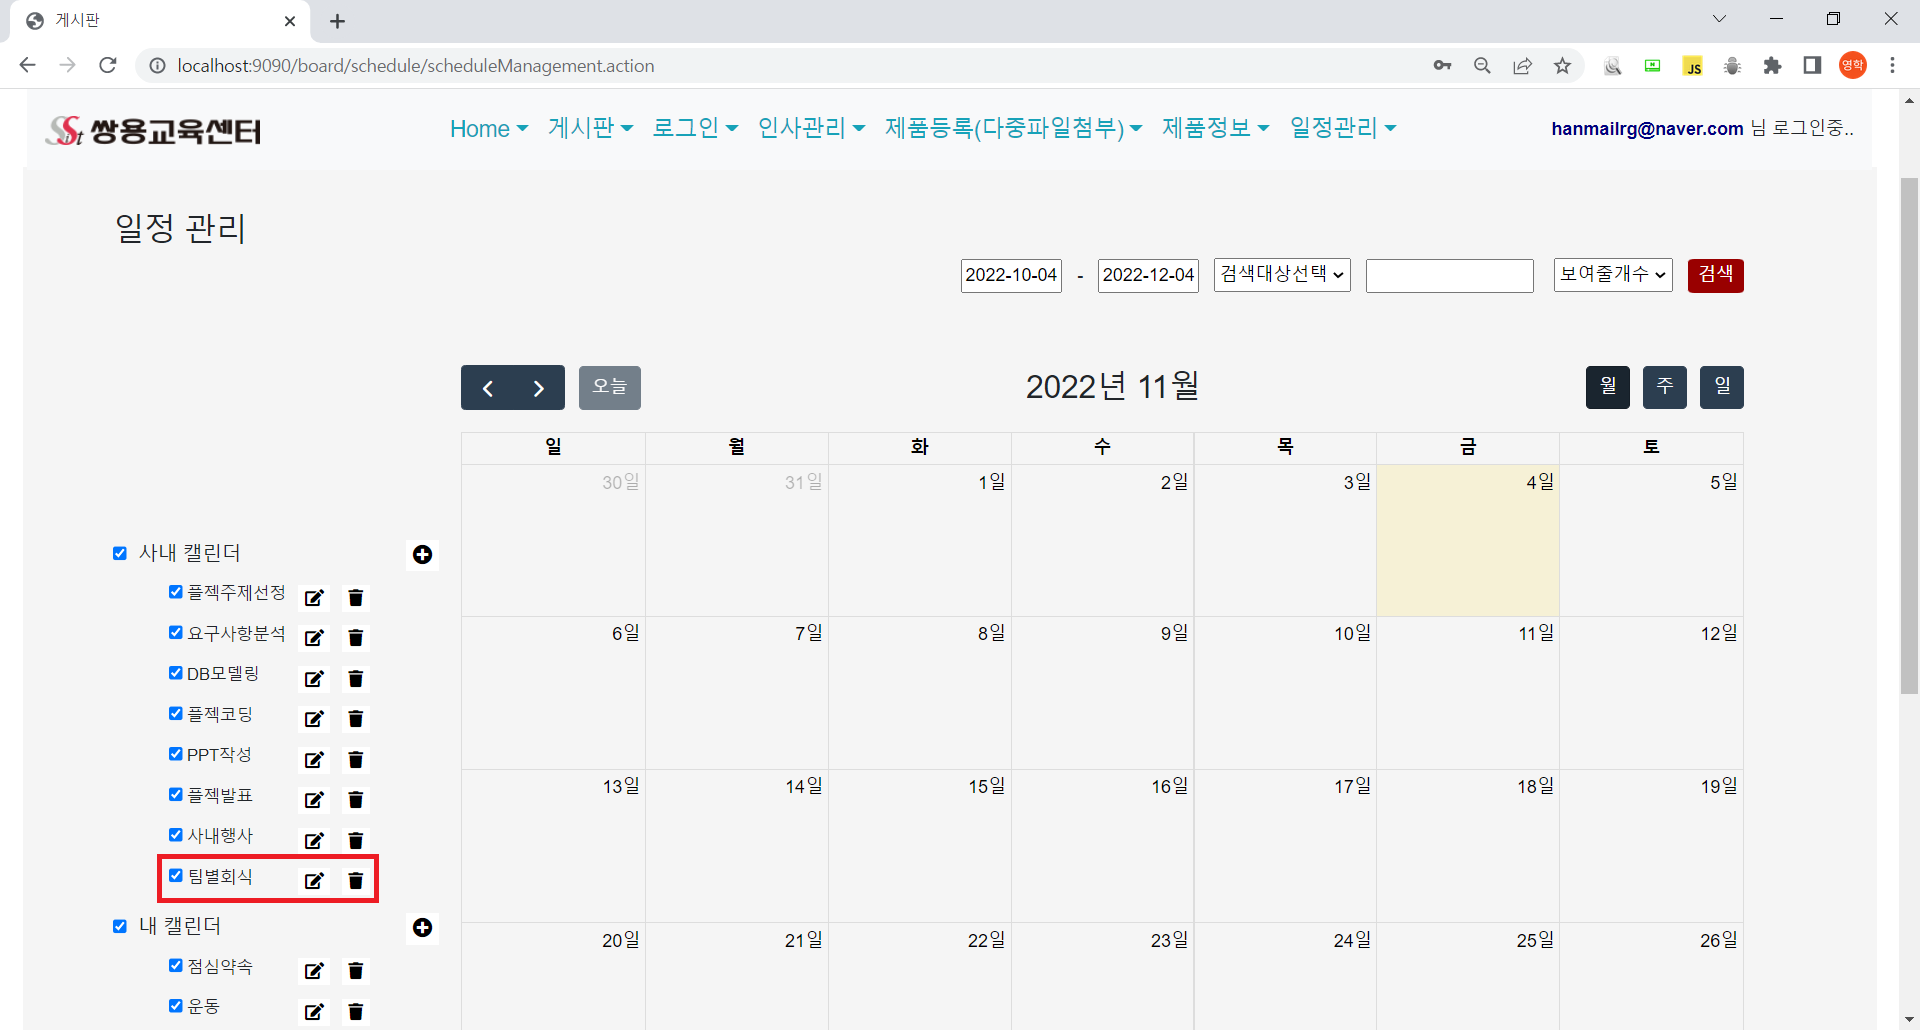 게시판
localhost:9090/board/schedule/scheduleManagement.action
JS
영학
Sist 쌍용교육센터
Home 게시판 로그인 인사관리 제품등록(다중파일첨부) 제품정보 일정관리
hanmailrg@naver.com 님 로그인중..
일정 관리
2022-10-04 - 2022-12-04 검색대상선택 보여줄개수 검색
오늘 2022년 11월 월 주 일
일 월 화 수 목 금 토
30일 31일 1일 2일 3일 4일 5일
6일 7일 8일 9일 10일 11일 12일
13일 14일 15일 16일 17일 18일 19일
20일 21일 22일 23일 24일 25일 26일
사내 캘린더
플젝주제선정
요구사항분석
DB모델링
플젝코딩
PPT작성
플젝발표
사내행사
팀별회식
내 캘린더
점심약속
운동